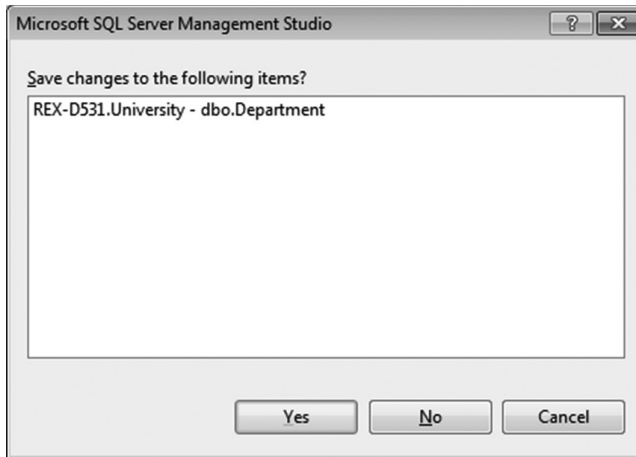 Microsoft SQL Server Management Studio
Save changes to the following items?
REX-D531.University - dbo.Department
Yes
No
Cancel